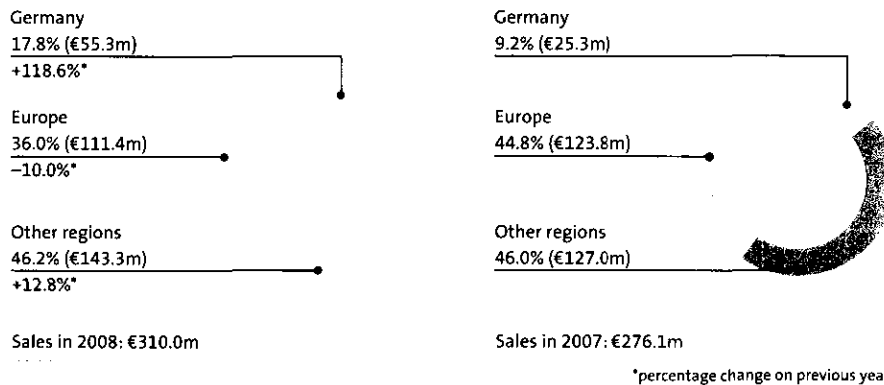 Germany
17.8% (€55.3m)
+118.6%*
Europe
36.0% (€111.4m)
−10.0%*
Other regions
46.2% (€143.3m)
+12.8%*
Sales in 2008: €310.0m
Germany
9.2% (€25.3m)
Europe
44.8% (€123.8m)
Other regions
46.0% (€127.0m)
Sales in 2007: €276.1m
*percentage change on previous yea